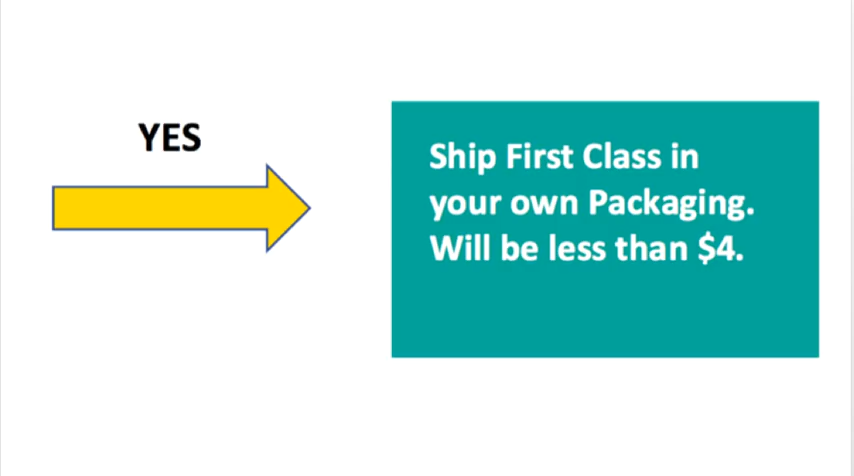 YES
Ship First Class in
your own Packaging.
Will be less than $4.